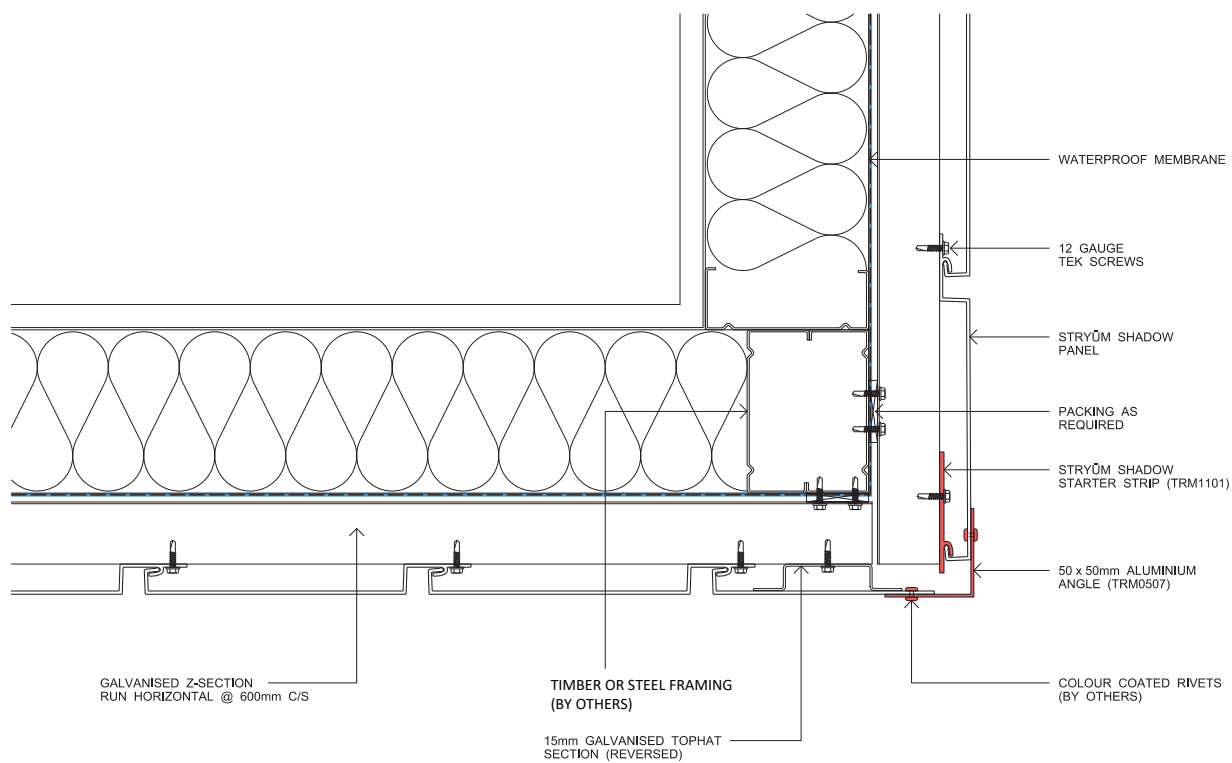 WATERPROOF MEMBRANE
12 GAUGE
TEK SCREWS
STRYŪM SHADOW
PANEL
PACKING AS
REQUIRED
STRYŪM SHADOW
STARTER STRIP (TRM1101)
50 x 50mm ALUMINIUM
ANGLE (TRM0507)
GALVANISED Z-SECTION
RUN HORIZONTAL @ 600mm C/S
TIMBER OR STEEL FRAMING
(BY OTHERS)
COLOUR COATED RIVETS
(BY OTHERS)
15mm GALVANISED TOPHAT
SECTION (REVERSED)